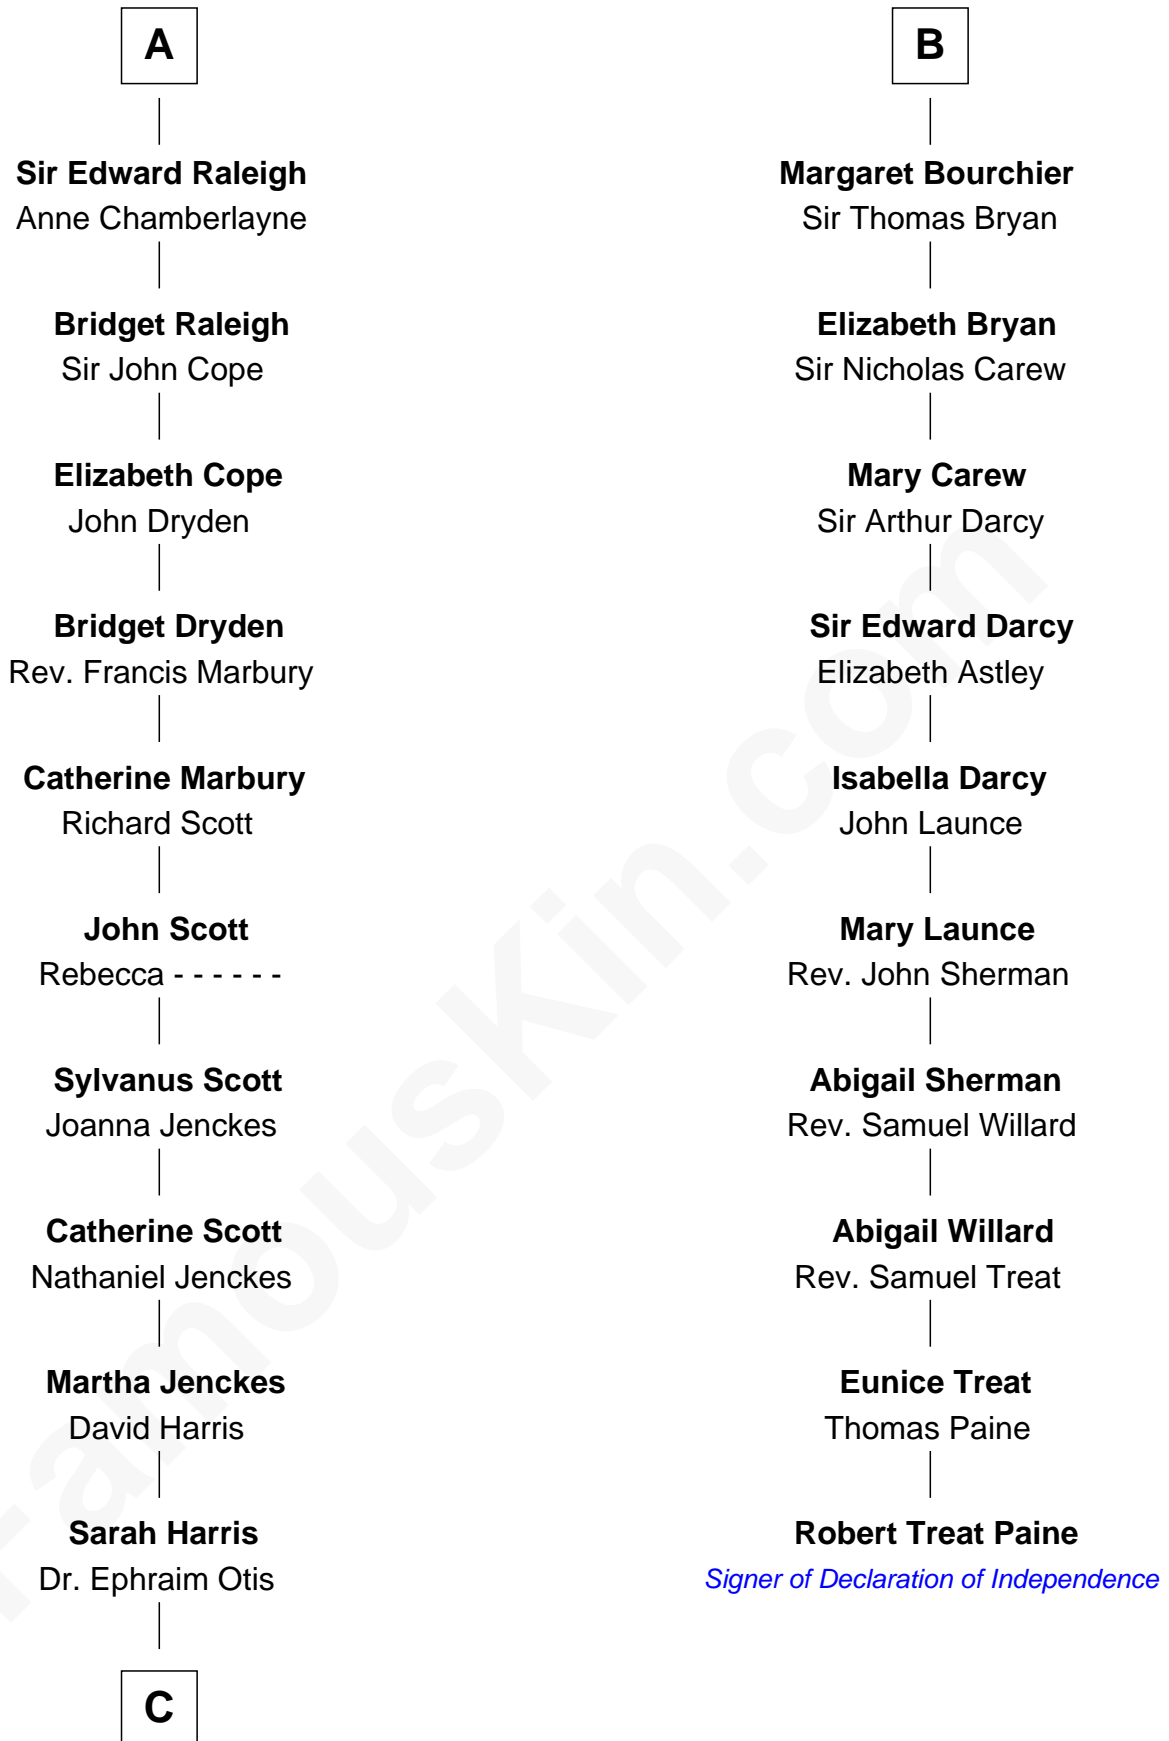 A
Sir Edward Raleigh
Anne Chamberlayne
Bridget Raleigh
Sir John Cope
Elizabeth Cope
John Dryden
Bridget Dryden
Rev. Francis Marbury
Catherine Marbury
Richard Scott
John Scott
Rebecca - - - - - -
Sylvanus Scott
Joanna Jenckes
Catherine Scott
Nathaniel Jenckes
Martha Jenckes
David Harris
Sarah Harris
Dr. Ephraim Otis
C
B
Margaret Bourchier
Sir Thomas Bryan
Elizabeth Bryan
Sir Nicholas Carew
Mary Carew
Sir Arthur Darcy
Sir Edward Darcy
Elizabeth Astley
Isabella Darcy
John Launce
Mary Launce
Rev. John Sherman
Abigail Sherman
Rev. Samuel Willard
Abigail Willard
Rev. Samuel Treat
Eunice Treat
Thomas Paine
Robert Treat Paine
Signer of Declaration of Independence
FamousKin.com